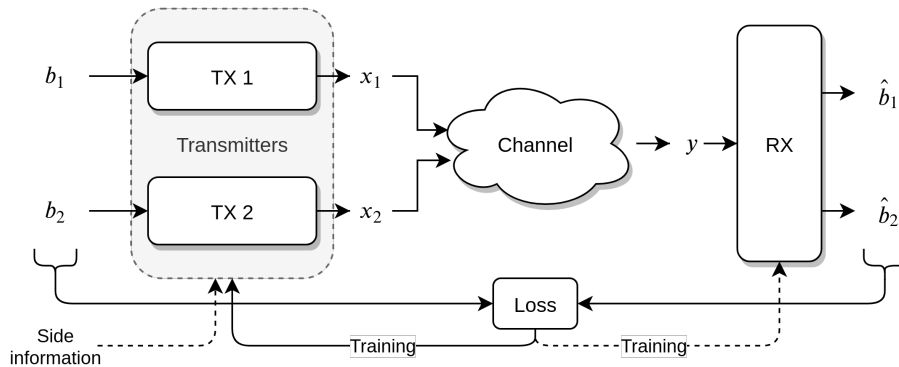 b₁
TX 1
x₁
Transmitters
Channel
y
RX
b̂₁
b₂
TX 2
x₂
b̂₂
Loss
Side
information
Training
Training